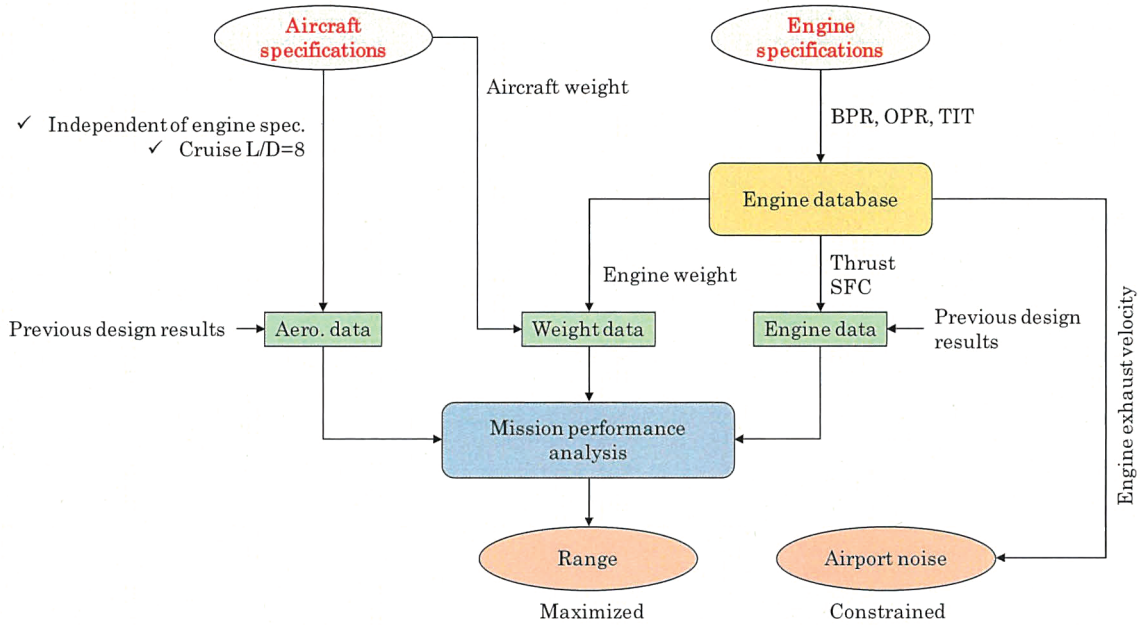 Aircraft
specifications
Engine
specifications
Aircraft weight
BPR, OPR, TIT
✓ Independent of engine spec.
✓ Cruise L/D=8
Engine database
Engine weight
Thrust
SFC
Engine exhaust velocity
Previous design results
Aero. data
Weight data
Engine data
Previous design
results
Mission performance
analysis
Range
Airport noise
Maximized
Constrained